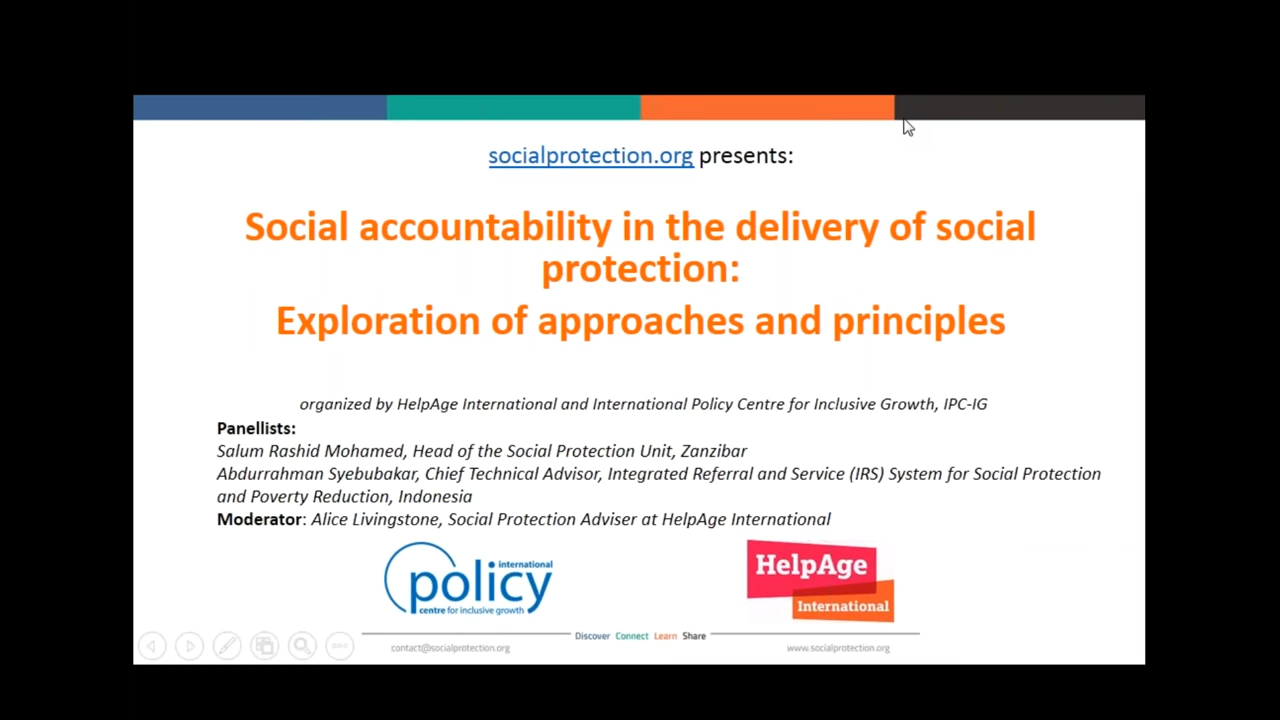 socialprotection.org presents:
Social accountability in the delivery of social
protection:
Exploration of approaches and principles
organized by HelpAge International and International Policy Centre for Inclusive Growth, IPC-IG
Panellists:
Salum Rashid Mohamed, Head of the Social Protection Unit, Zanzibar
Abdurrahman Syebubakar, Chief Technical Advisor, Integrated Referral and Service (IRS) System for Social Protection
and Poverty Reduction, Indonesia
Moderator: Alice Livingstone, Social Protection Adviser at HelpAge International
international
policy
centre for inclusive growth
HelpAge
International
Discover Connect Learn Share
contact@socialprotection.org
www.socialprotection.org